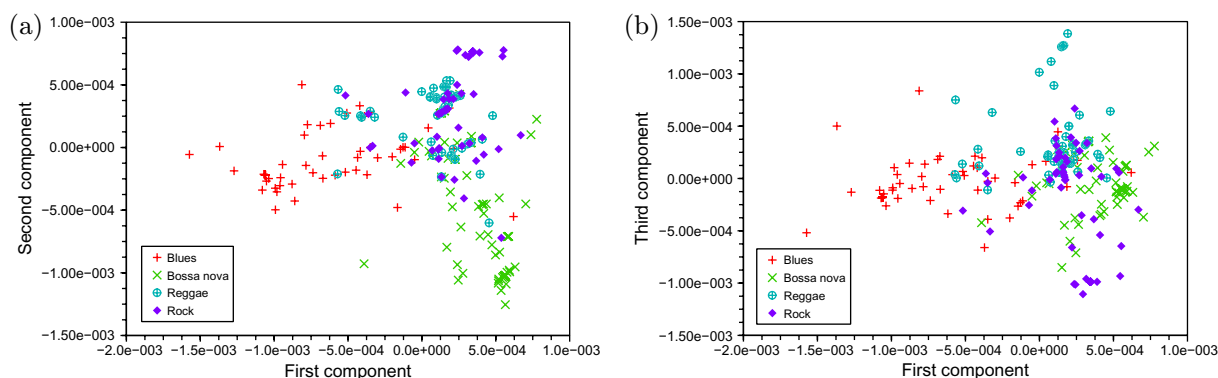 (a)
1.00e−003
5.00e−004
0.00e+000
−5.00e−004
−1.00e−003
−1.50e−003
Second component
Blues
Bossa nova
Reggae
Rock
−2.0e−003 −1.5e−003 −1.0e−003 −5.0e−004 0.0e+000 5.0e−004 1.0e−003
First component
(b)
1.50e−003
1.00e−003
5.00e−004
0.00e+000
−5.00e−004
−1.00e−003
−1.50e−003
Third component
Blues
Bossa nova
Reggae
Rock
−2.0e−003 −1.5e−003 −1.0e−003 −5.0e−004 0.0e+000 5.0e−004 1.0e−003
First component